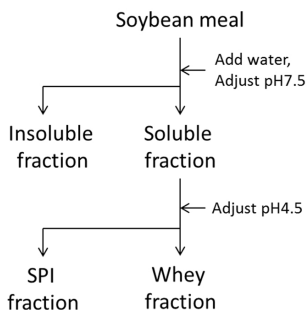 Soybean meal
Add water,
Adjust pH7.5
Insoluble
fraction
Soluble
fraction
Adjust pH4.5
SPI
fraction
Whey
fraction